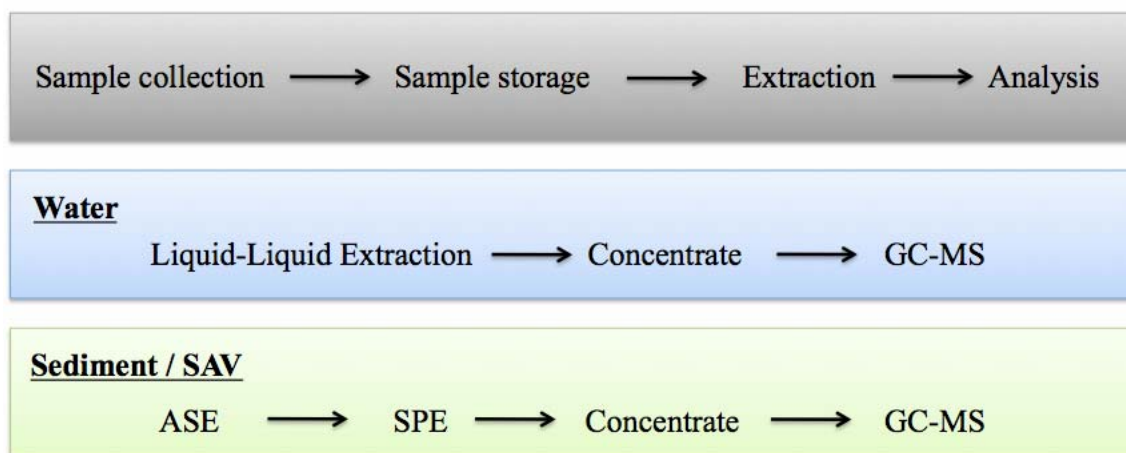 Sample collection → Sample storage → Extraction → Analysis
Water
Liquid-Liquid Extraction → Concentrate → GC-MS
Sediment / SAV
ASE → SPE → Concentrate → GC-MS